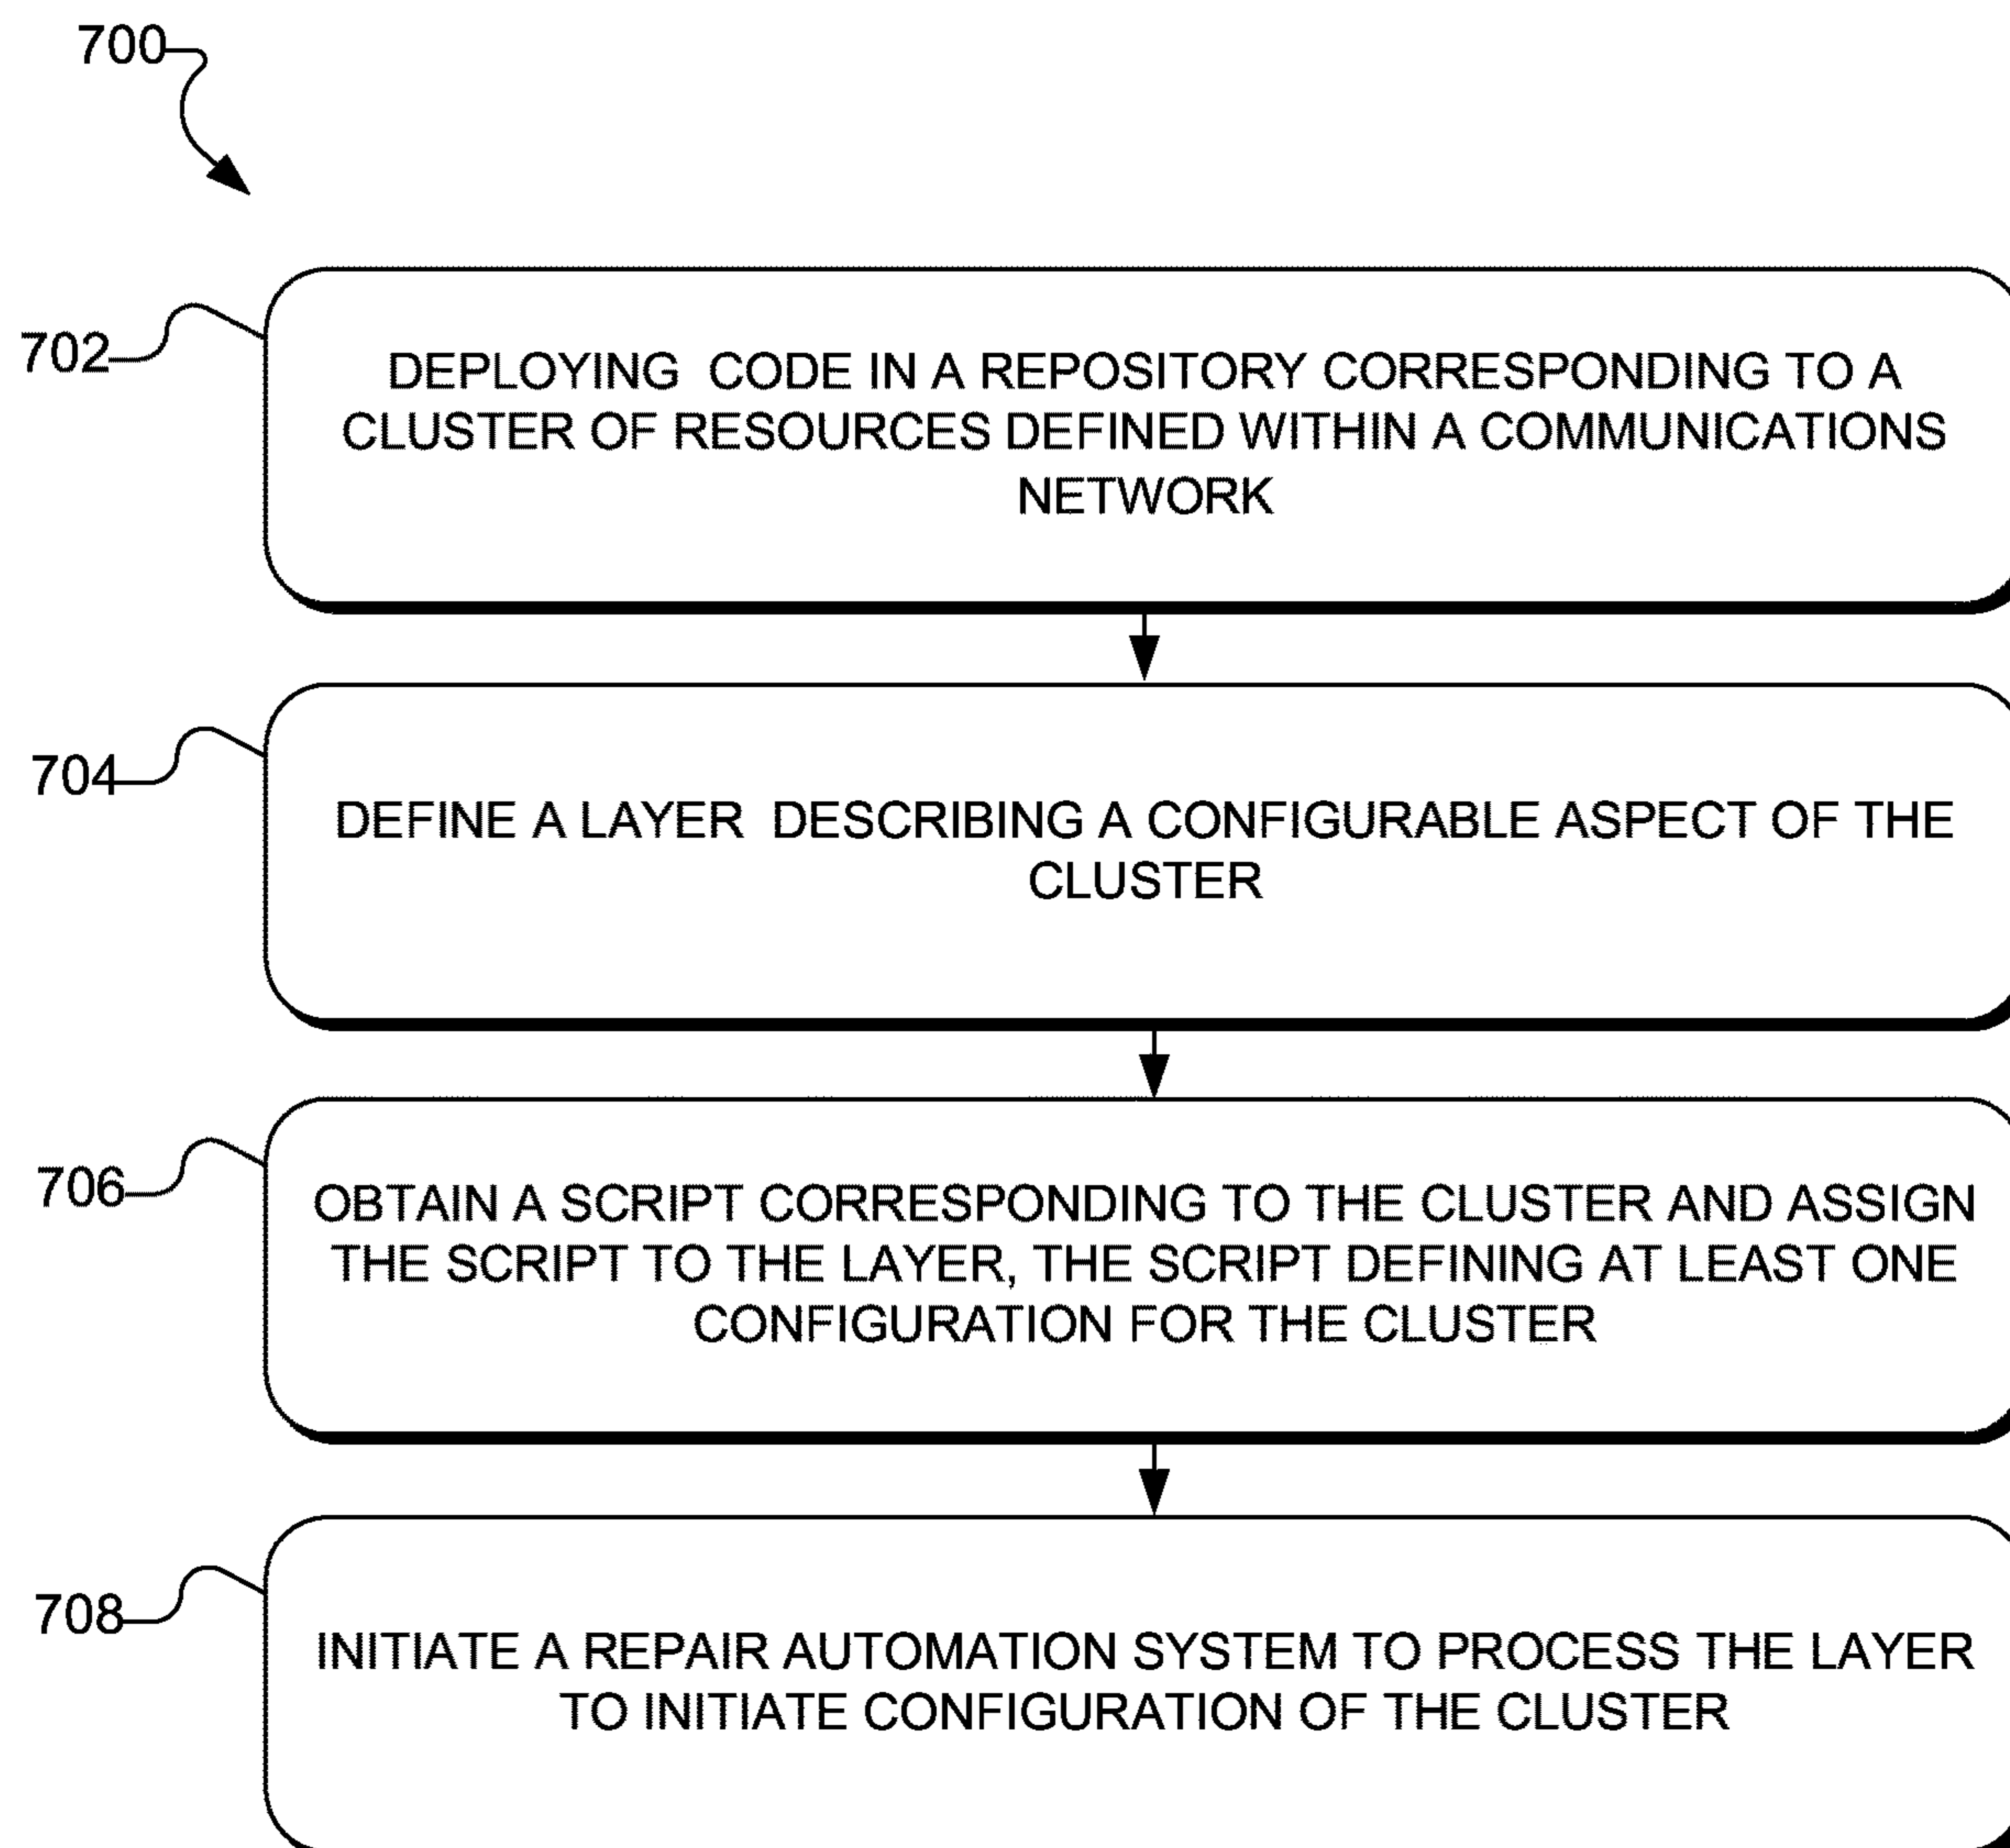 700
702
DEPLOYING CODE IN A REPOSITORY CORRESPONDING TO A
CLUSTER OF RESOURCES DEFINED WITHIN A COMMUNICATIONS
NETWORK
704
DEFINE A LAYER DESCRIBING A CONFIGURABLE ASPECT OF THE
CLUSTER
706
OBTAIN A SCRIPT CORRESPONDING TO THE CLUSTER AND ASSIGN
THE SCRIPT TO THE LAYER, THE SCRIPT DEFINING AT LEAST ONE
CONFIGURATION FOR THE CLUSTER
708
INITIATE A REPAIR AUTOMATION SYSTEM TO PROCESS THE LAYER
TO INITIATE CONFIGURATION OF THE CLUSTER